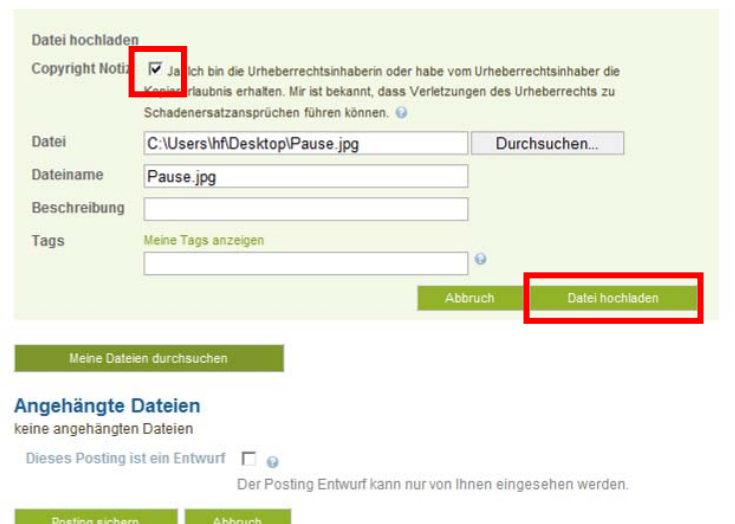 Datei hochladen
Copyright Notiz Ja, Ich bin die Urheberrechtsinhaberin oder habe vom Urheberrechtsinhaber die
Kopiererlaubnis erhalten. Mir ist bekannt, dass Verletzungen des Urheberrechts zu
Schadenersatzansprüchen führen können.
Datei C:\Users\hf\Desktop\Pause.jpg Durchsuchen...
Dateiname Pause.jpg
Beschreibung
Tags Meine Tags anzeigen
Abbruch Datei hochladen
Meine Dateien durchsuchen
Angehängte Dateien
keine angehängten Dateien
Dieses Posting ist ein Entwurf
Der Posting Entwurf kann nur von Ihnen eingesehen werden.
Posting sichern Abbruch